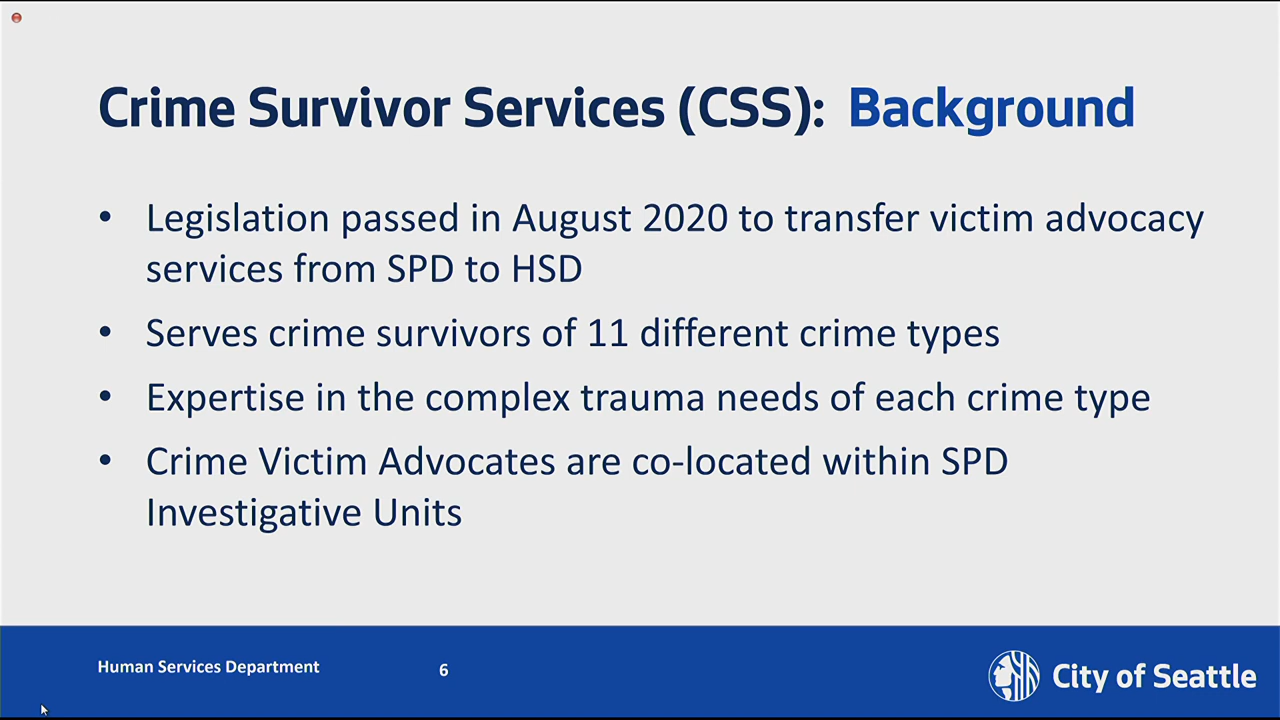 Crime Survivor Services (CSS): Background
• Legislation passed in August 2020 to transfer victim advocacy
services from SPD to HSD
• Serves crime survivors of 11 different crime types
• Expertise in the complex trauma needs of each crime type
• Crime Victim Advocates are co-located within SPD
Investigative Units
Human Services Department
6
City of Seattle